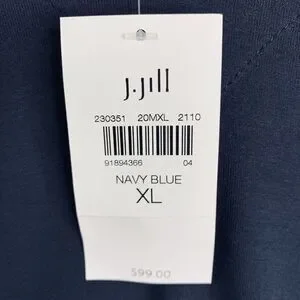 J.Jill
230351 20MXL 2110
91894366 04
NAVY BLUE
XL
$99.00